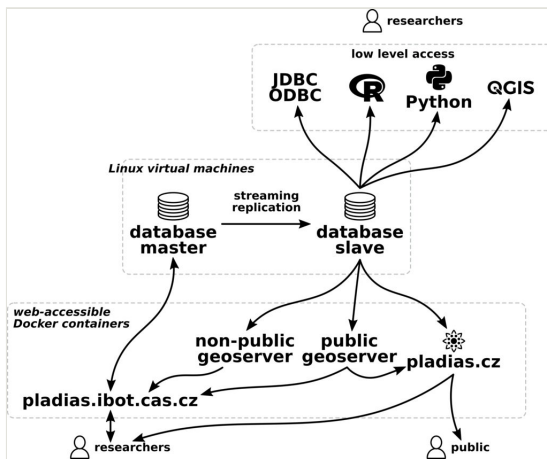 researchers
low level access
JDBC
ODBC
R
Python
QGIS
Linux virtual machines
streaming
replication
database
master
database
slave
web-accessible
Docker containers
non-public
geoserver
public
geoserver
pladias.cz
pladias.ibot.cas.cz
researchers
public